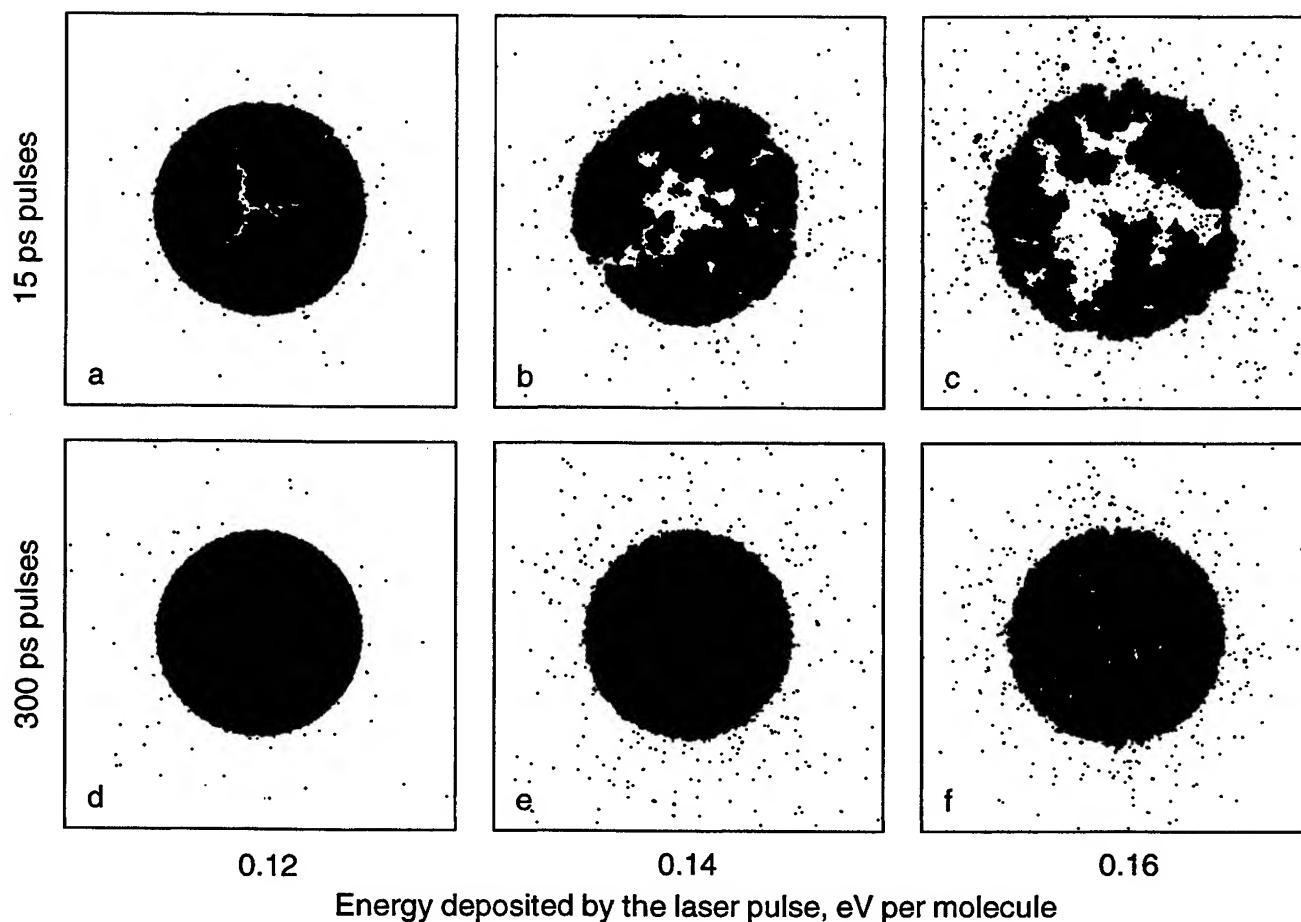 15 ps pulses
a
b
c
300 ps pulses
d
e
f
0.12
0.14
0.16
Energy deposited by the laser pulse, eV per molecule